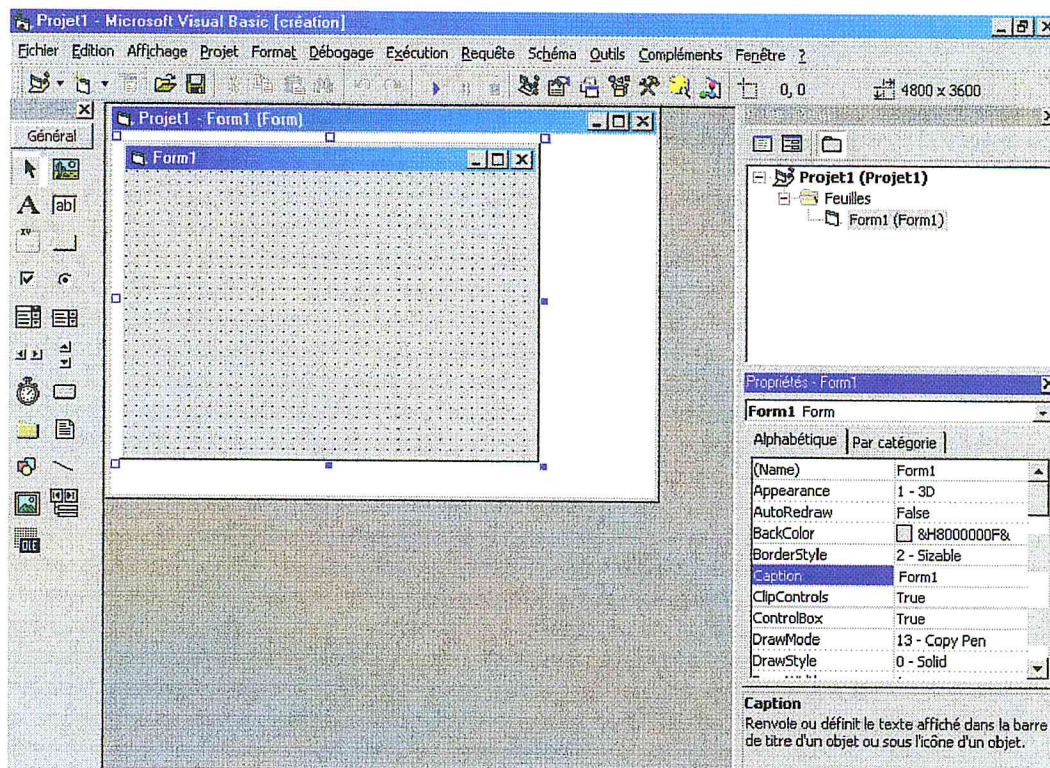 Projet1 - Microsoft Visual Basic [création]
Fichier Edition Affichage Projet Format Débogage Exécution Requête Schéma Outils Compléments Fenêtre ?
0, 0 4800 x 3600
Général
A ab|
XY
OLE
Projet1 - Form1 (Form)
Form1
Projet1 (Projet1)
Feuilles
Form1 (Form1)
Propriétés - Form1
Form1 Form
Alphabétique Par catégorie
(Name) Form1
Appearance 1 - 3D
AutoRedraw False
BackColor &H8000000F&
BorderStyle 2 - Sizable
Caption Form1
ClipControls True
ControlBox True
DrawMode 13 - Copy Pen
DrawStyle 0 - Solid
Caption
Renvoie ou définit le texte affiché dans la barre
de titre d'un objet ou sous l'icône d'un objet.